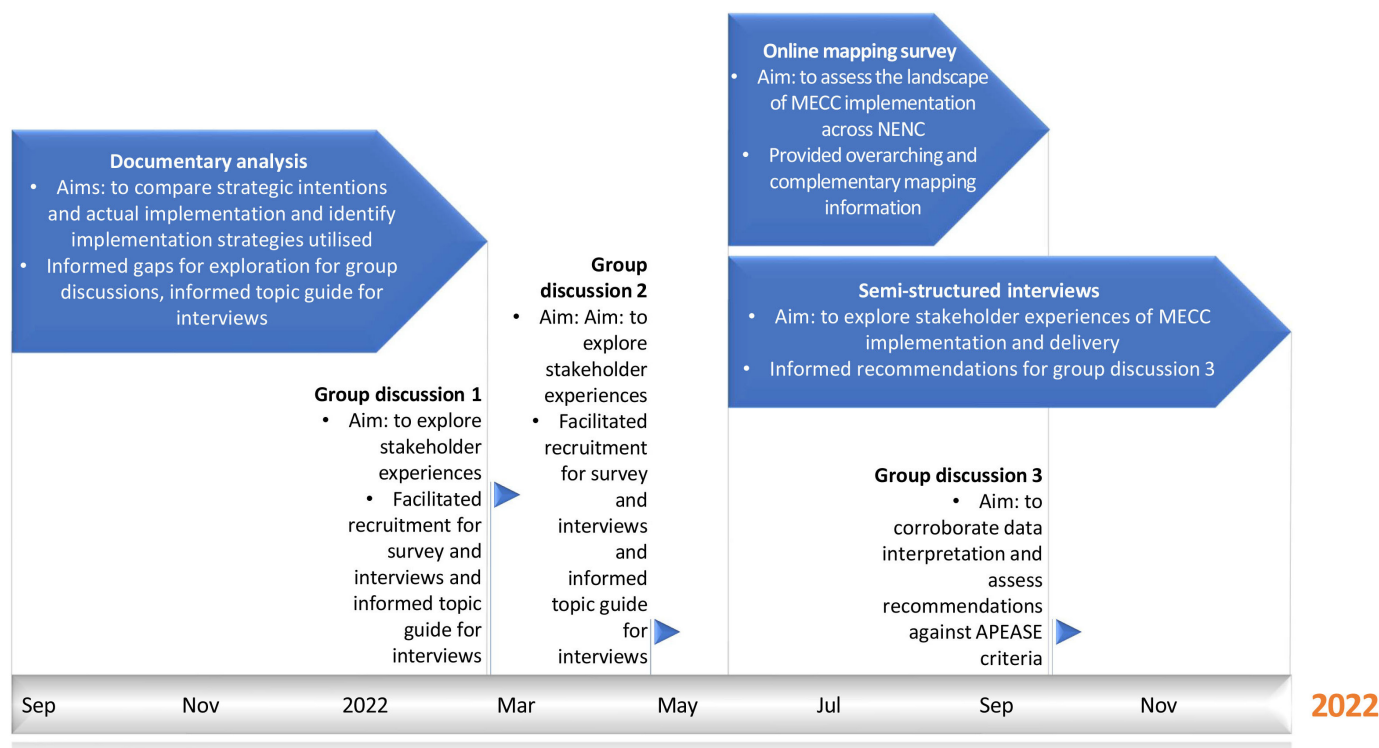 Documentary analysis
• Aims: to compare strategic intentions
and actual implementation and identify
implementation strategies utilised
• Informed gaps for exploration for group
discussions, informed topic guide for
interviews
Group discussion 1
• Aim: to explore
stakeholder
experiences
• Facilitated
recruitment for
survey and
interviews and
informed topic
guide for
interviews
Group
discussion 2
• Aim: Aim: to
explore
stakeholder
experiences
• Facilitated
recruitment
for survey
and
interviews
and
informed
topic guide
for
interviews
Online mapping survey
• Aim: to assess the landscape
of MECC implementation
across NENC
• Provided overarching and
complementary mapping
information
Semi-structured interviews
• Aim: to explore stakeholder experiences of MECC
implementation and delivery
• Informed recommendations for group discussion 3
Group discussion 3
• Aim: to
corroborate data
interpretation and
assess
recommendations
against APEASE
criteria
Sep Nov 2022 Mar May Jul Sep Nov 2022